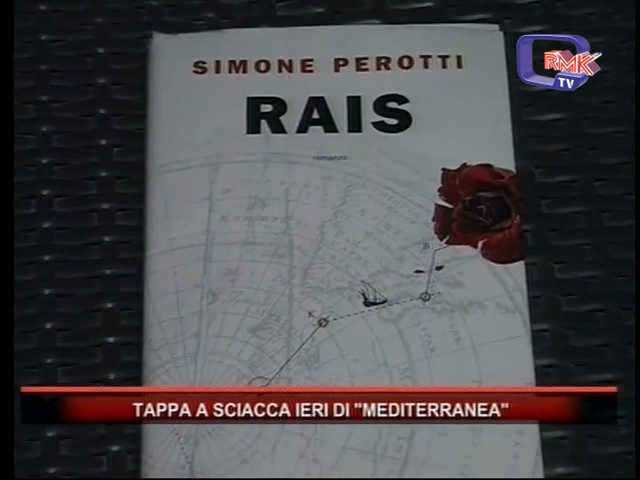 SIMONE PEROTTI
RAIS
romanzo
RMK
TV
TAPPA A SCIACCA IERI DI "MEDITERRANEA"